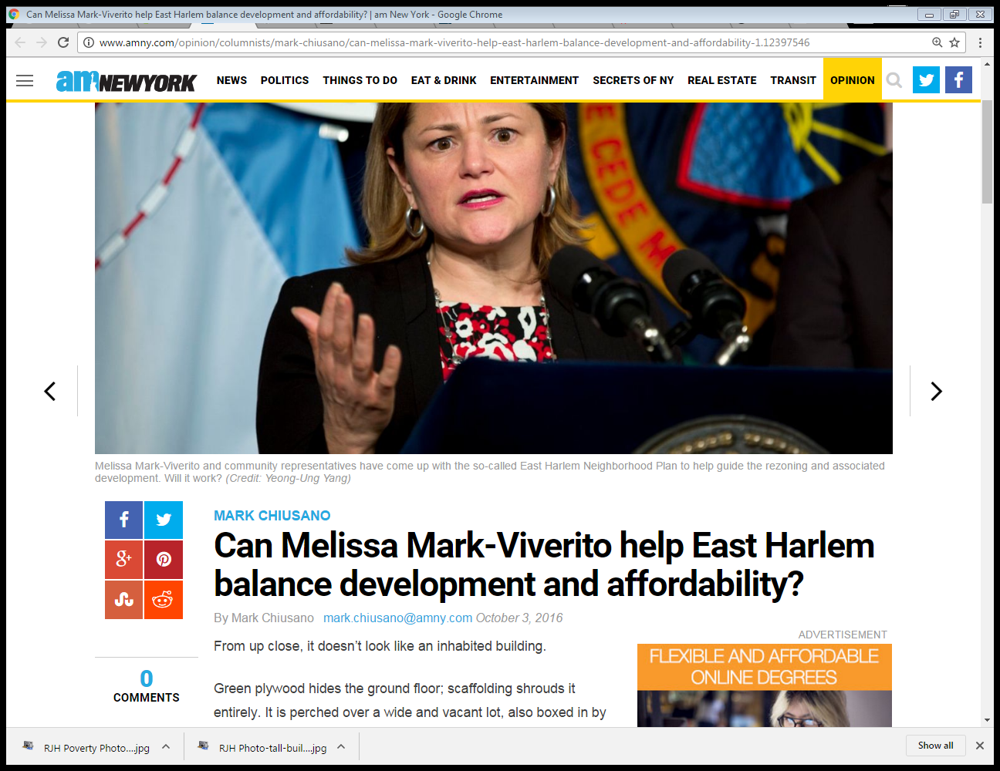 Can Melissa Mark-Viverito help East Harlem balance development and affordability? | am New York - Google Chrome
www.amny.com/opinion/columnists/mark-chiusano/can-melissa-mark-viverito-help-east-harlem-balance-development-and-affordability-1.12397546
amNEWYORK NEWS POLITICS THINGS TO DO EAT & DRINK ENTERTAINMENT SECRETS OF NY REAL ESTATE TRANSIT OPINION
E CEDE M
Melissa Mark-Viverito and community representatives have come up with the so-called East Harlem Neighborhood Plan to help guide the rezoning and associated
development. Will it work? (Credit: Yeong-Ung Yang)
MARK CHIUSANO
Can Melissa Mark-Viverito help East Harlem
balance development and affordability?
By Mark Chiusano mark.chiusano@amny.com October 3, 2016
ADVERTISEMENT
From up close, it doesn't look like an inhabited building.
FLEXIBLE AND AFFORDABLE
ONLINE DEGREES
0
COMMENTS
Green plywood hides the ground floor; scaffolding shrouds it
entirely. It is perched over a wide and vacant lot, also boxed in by
RJH Poverty Photo....jpg RJH Photo-tall-buil....jpg Show all